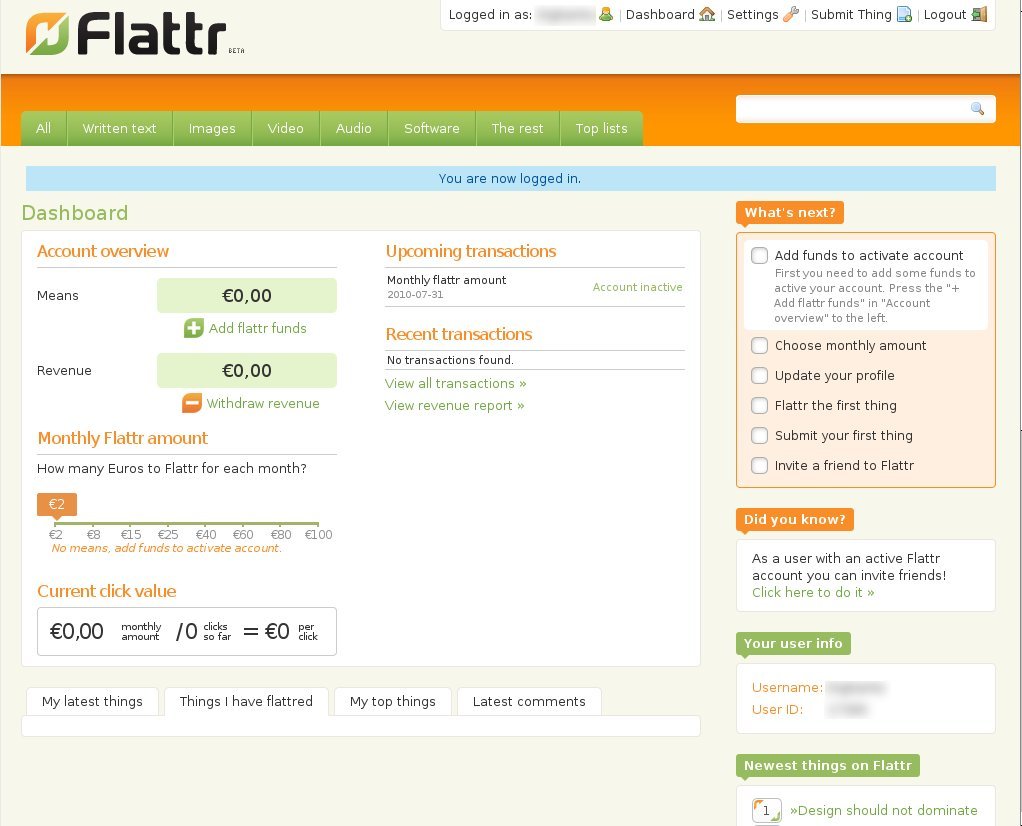 Flattr BETA
Logged in as: | Dashboard | Settings | Submit Thing | Logout
All Written text Images Video Audio Software The rest Top lists
You are now logged in.
Dashboard
Account overview
Means €0,00
Add flattr funds
Revenue €0,00
Withdraw revenue
Monthly Flattr amount
How many Euros to Flattr for each month?
€2
€2 €8 €15 €25 €40 €60 €80 €100
No means, add funds to activate account.
Current click value
€0,00 monthly amount /0 clicks so far = €0 per click
Upcoming transactions
Monthly flattr amount
2010-07-31
Account inactive
Recent transactions
No transactions found.
View all transactions »
View revenue report »
My latest things Things I have flattred My top things Latest comments
What's next?
Add funds to activate account
First you need to add some funds to
active your account. Press the "+
Add flattr funds" in "Account
overview" to the left.
Choose monthly amount
Update your profile
Flattr the first thing
Submit your first thing
Invite a friend to Flattr
Did you know?
As a user with an active Flattr
account you can invite friends!
Click here to do it »
Your user info
Username:
User ID:
Newest things on Flattr
1 »Design should not dominate